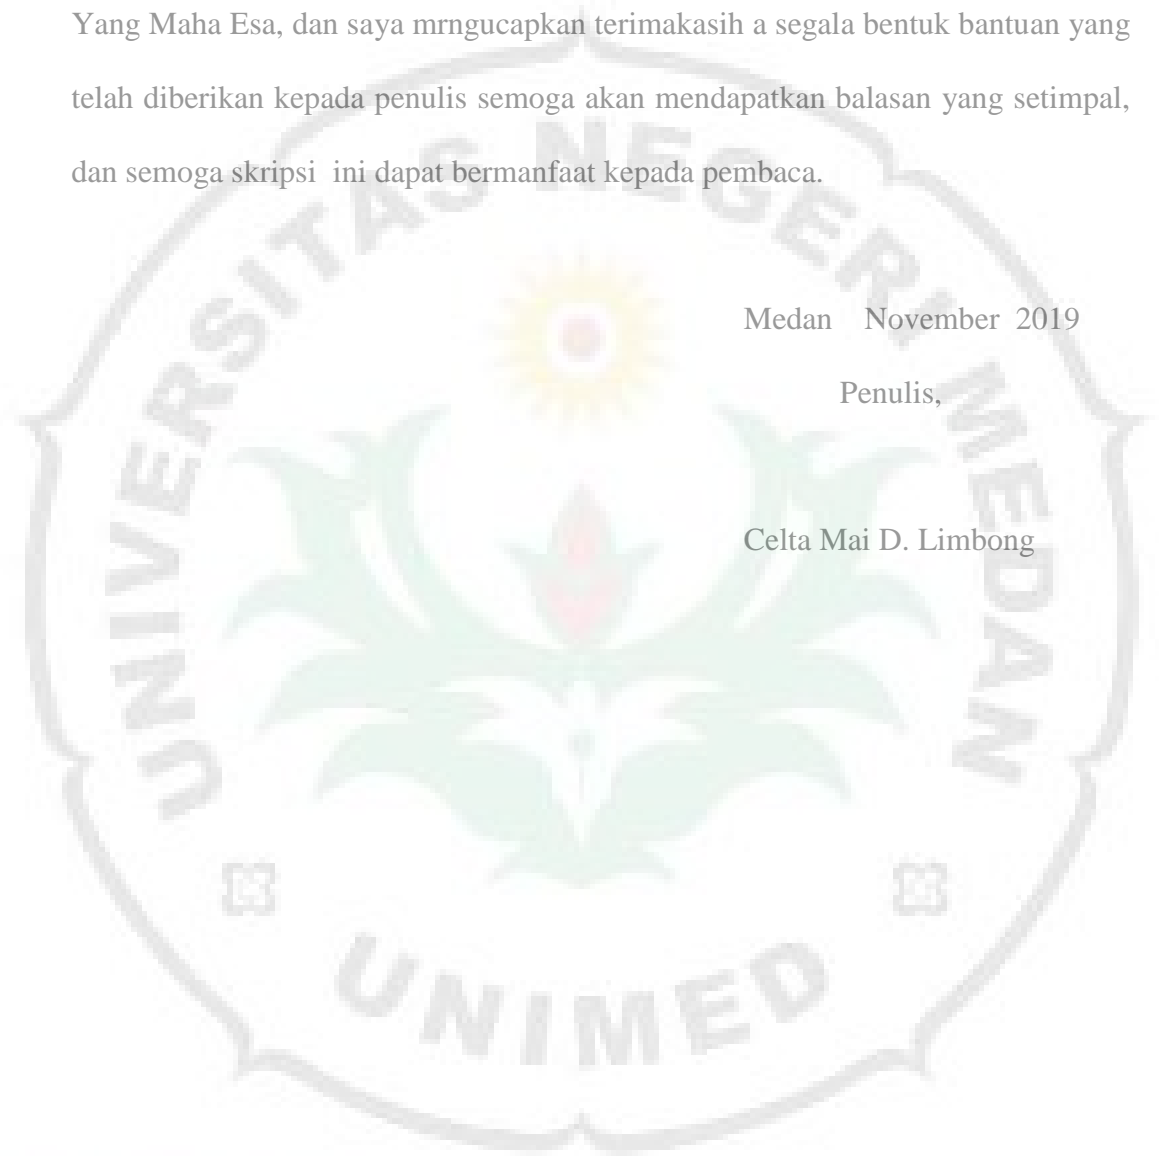 Yang Maha Esa, dan saya mrngucapkan terimakasih a segala bentuk bantuan yang
telah diberikan kepada penulis semoga akan mendapatkan balasan yang setimpal,
dan semoga skripsi  ini dapat bermanfaat kepada pembaca.
Medan    November  2019
Penulis,
Celta Mai D. Limbong
UNIVERSITAS NEGERI MEDAN
UNIMED